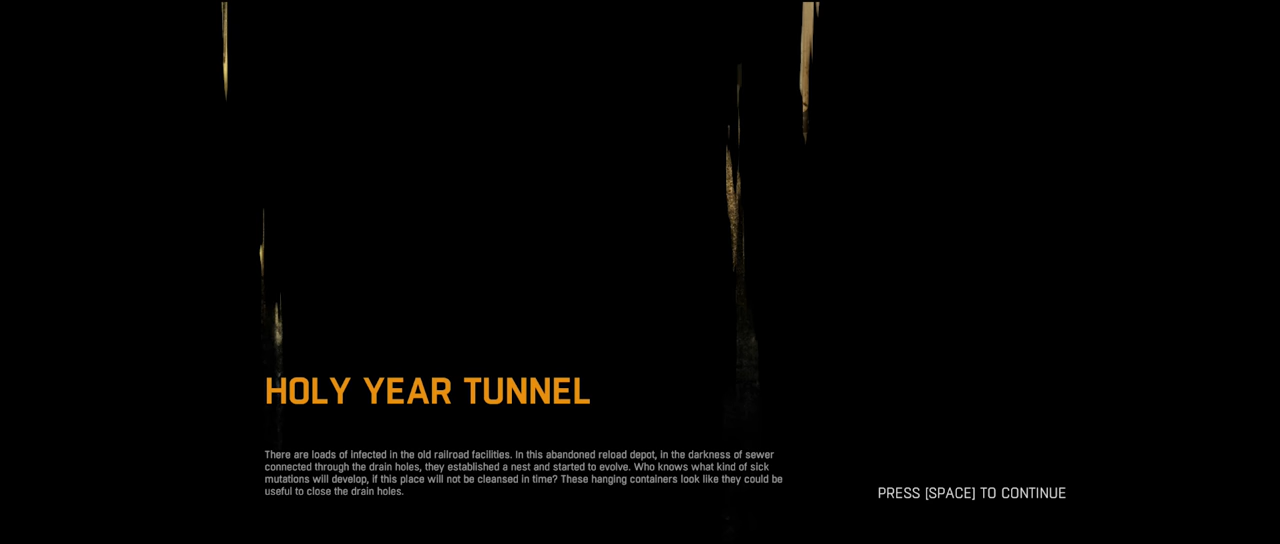 HOLY YEAR TUNNEL
There are loads of infected in the old railroad facilities. In this abandoned reload depot, in the darkness of sewer
connected through the drain holes, they established a nest and started to evolve. Who knows what kind of sick
mutations will develop, if this place will not be cleansed in time? These hanging containers look like they could be
useful to close the drain holes.
PRESS [SPACE] TO CONTINUE